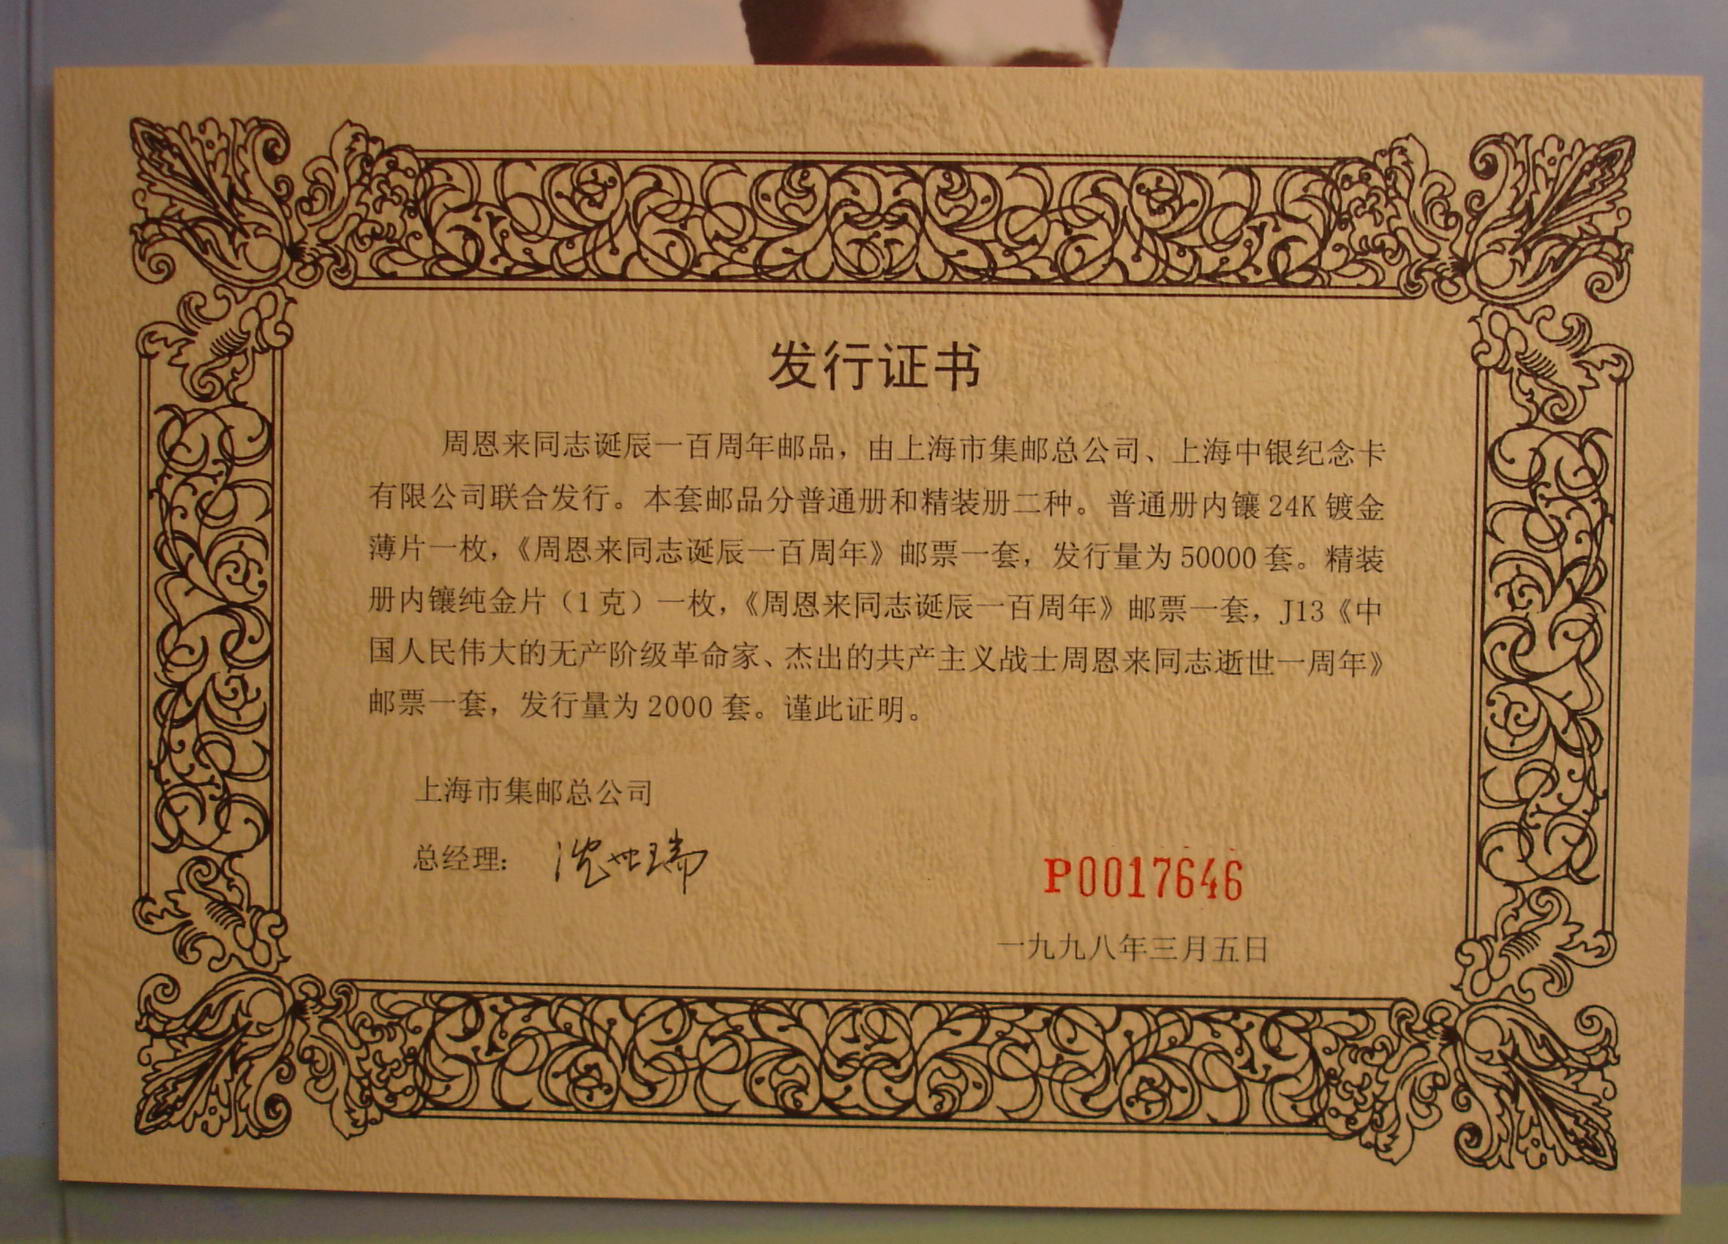 发行证书
周恩来同志诞辰一百周年邮品，由上海市集邮总公司、上海中银纪念卡
有限公司联合发行。本套邮品分普通册和精装册二种。普通册内镶24K镀金
薄片一枚，《周恩来同志诞辰一百周年》邮票一套，发行量为50000套。精装
册内镶纯金片（1克）一枚，《周恩来同志诞辰一百周年》邮票一套，J13《中
国人民伟大的无产阶级革命家、杰出的共产主义战士周恩来同志逝世一周年》
邮票一套，发行量为2000套。谨此证明。
上海市集邮总公司
总经理：沈世瑞
P0017646
一九九八年三月五日